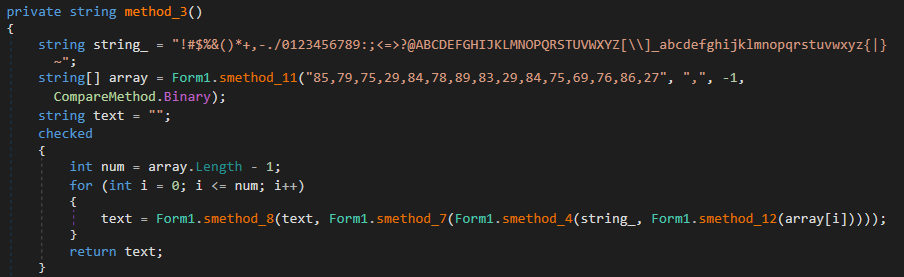 private string method_3()
{
string string_ = "!#$%&()*+,-./0123456789:;<=>?@ABCDEFGHIJKLMNOPQRSTUVWXYZ[\\]_abcdefghijklmnopqrstuvwxyz{|}
~";
string[] array = Form1.smethod_11("85,79,75,29,84,78,89,83,29,84,75,69,76,86,27", ",", -1,
CompareMethod.Binary);
string text = "";
checked
{
int num = array.Length - 1;
for (int i = 0; i <= num; i++)
{
text = Form1.smethod_8(text, Form1.smethod_7(Form1.smethod_4(string_, Form1.smethod_12(array[i]))));
}
return text;
}